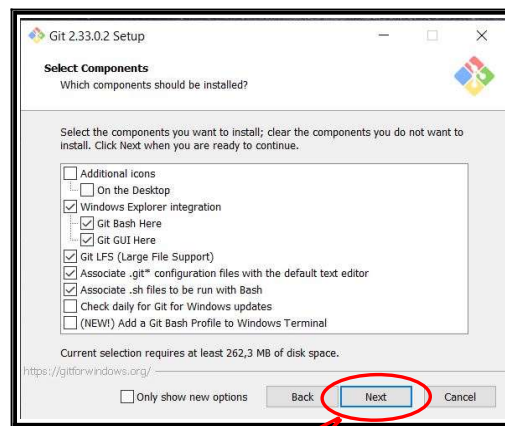 Git 2.33.0.2 Setup
Select Components
Which components should be installed?
Select the components you want to install; clear the components you do not want to
install. Click Next when you are ready to continue.
Additional icons
On the Desktop
Windows Explorer integration
Git Bash Here
Git GUI Here
Git LFS (Large File Support)
Associate .git* configuration files with the default text editor
Associate .sh files to be run with Bash
Check daily for Git for Windows updates
(NEW!) Add a Git Bash Profile to Windows Terminal
Current selection requires at least 262,3 MB of disk space.
https://gitforwindows.org/
Only show new options Back Next Cancel